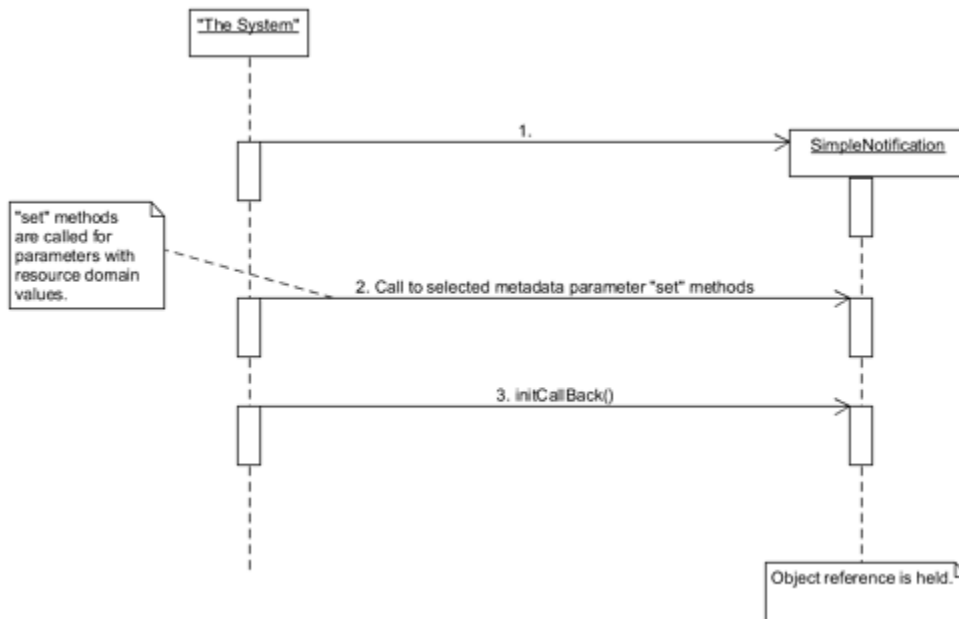 "The System"
1.
SimpleNotification
"set" methods
are called for
parameters with
resource domain
values.
2. Call to selected metadata parameter "set" methods
3. initCallBack()
Object reference is held.